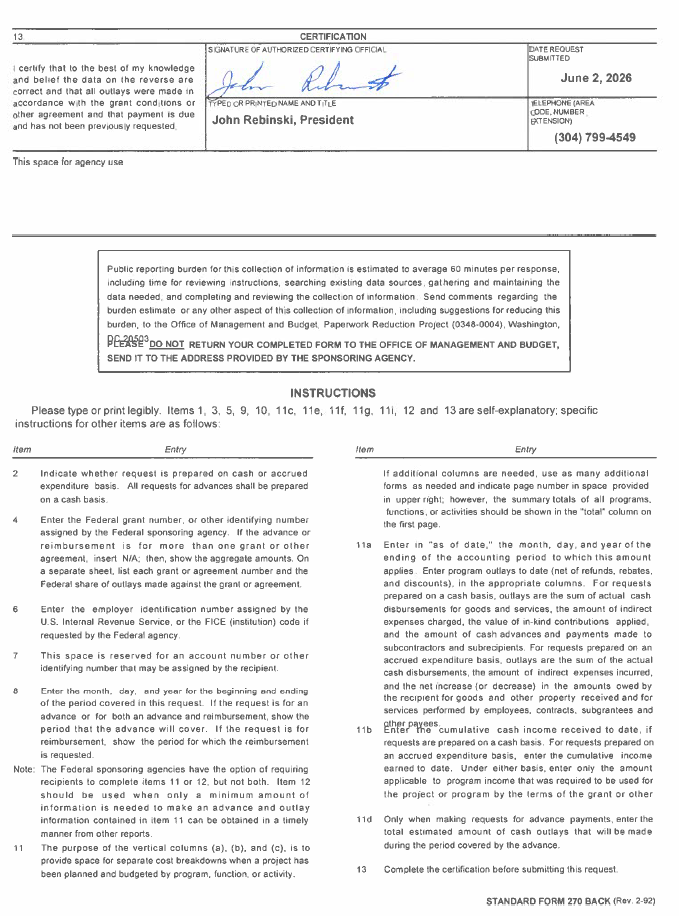 13 CERTIFICATION
I certify that to the best of my knowledge
and belief the data on the reverse are
correct and that all outlays were made in
accordance with the grant conditions or
other agreement and that payment is due
and has not been previously requested.
SIGNATURE OF AUTHORIZED CERTIFYING OFFICIAL
John Rebinski
DATE REQUEST
SUBMITTED
June 2, 2026
TYPED OR PRINTED NAME AND TITLE
John Rebinski, President
TELEPHONE (AREA
CODE, NUMBER
EXTENSION)
(304) 799-4549
This space for agency use
Public reporting burden for this collection of information is estimated to average 60 minutes per response,
including time for reviewing instructions, searching existing data sources, gathering and maintaining the
data needed, and completing and reviewing the collection of information. Send comments regarding the
burden estimate or any other aspect of this collection of information, including suggestions for reducing this
burden, to the Office of Management and Budget, Paperwork Reduction Project (0348-0004), Washington,
DC 20503.
PLEASE DO NOT RETURN YOUR COMPLETED FORM TO THE OFFICE OF MANAGEMENT AND BUDGET,
SEND IT TO THE ADDRESS PROVIDED BY THE SPONSORING AGENCY.
INSTRUCTIONS
Please type or print legibly. Items 1, 3, 5, 9, 10, 11c, 11e, 11f, 11g, 11i, 12 and 13 are self-explanatory; specific
instructions for other items are as follows:
Item Entry
2 Indicate whether request is prepared on cash or accrued
expenditure basis. All requests for advances shall be prepared
on a cash basis.
4 Enter the Federal grant number, or other identifying number
assigned by the Federal sponsoring agency. If the advance or
reimbursement is for more than one grant or other
agreement, insert N/A; then, show the aggregate amounts. On
a separate sheet, list each grant or agreement number and the
Federal share of outlays made against the grant or agreement.
6 Enter the employer identification number assigned by the
U.S. Internal Revenue Service, or the FICE (institution) code if
requested by the Federal agency.
7 This space is reserved for an account number or other
identifying number that may be assigned by the recipient.
8 Enter the month, day, and year for the beginning and ending
of the period covered in this request. If the request is for an
advance or for both an advance and reimbursement, show the
period that the advance will cover. If the request is for
reimbursement, show the period for which the reimbursement
is requested.
Note: The Federal sponsoring agencies have the option of requiring
recipients to complete items 11 or 12, but not both. Item 12
should be used when only a minimum amount of
information is needed to make an advance and outlay
information contained in item 11 can be obtained in a timely
manner from other reports.
11 The purpose of the vertical columns (a), (b), and (c), is to
provide space for separate cost breakdowns when a project has
been planned and budgeted by program, function, or activity.
Item Entry
If additional columns are needed, use as many additional
forms as needed and indicate page number in space provided
in upper right; however, the summary totals of all programs,
functions, or activities should be shown in the "total" column on
the first page.
11a Enter in "as of date," the month, day, and year of the
ending of the accounting period to which this amount
applies. Enter program outlays to date (net of refunds, rebates,
and discounts), in the appropriate columns. For requests
prepared on a cash basis, outlays are the sum of actual cash
disbursements for goods and services, the amount of indirect
expenses charged, the value of in-kind contributions applied,
and the amount of cash advances and payments made to
subcontractors and subrecipients. For requests prepared on an
accrued expenditure basis, outlays are the sum of the actual
cash disbursements, the amount of indirect expenses incurred,
and the net increase (or decrease) in the amounts owed by
the recipient for goods and other property received and for
services performed by employees, contracts, subgrantees and
other payees.
11b Enter the cumulative cash income received to date, if
requests are prepared on a cash basis. For requests prepared on
an accrued expenditure basis, enter the cumulative income
earned to date. Under either basis, enter only the amount
applicable to program income that was required to be used for
the project or program by the terms of the grant or other
11d Only when making requests for advance payments, enter the
total estimated amount of cash outlays that will be made
during the period covered by the advance.
13 Complete the certification before submitting this request.
STANDARD FORM 270 BACK (Rev. 2-92)